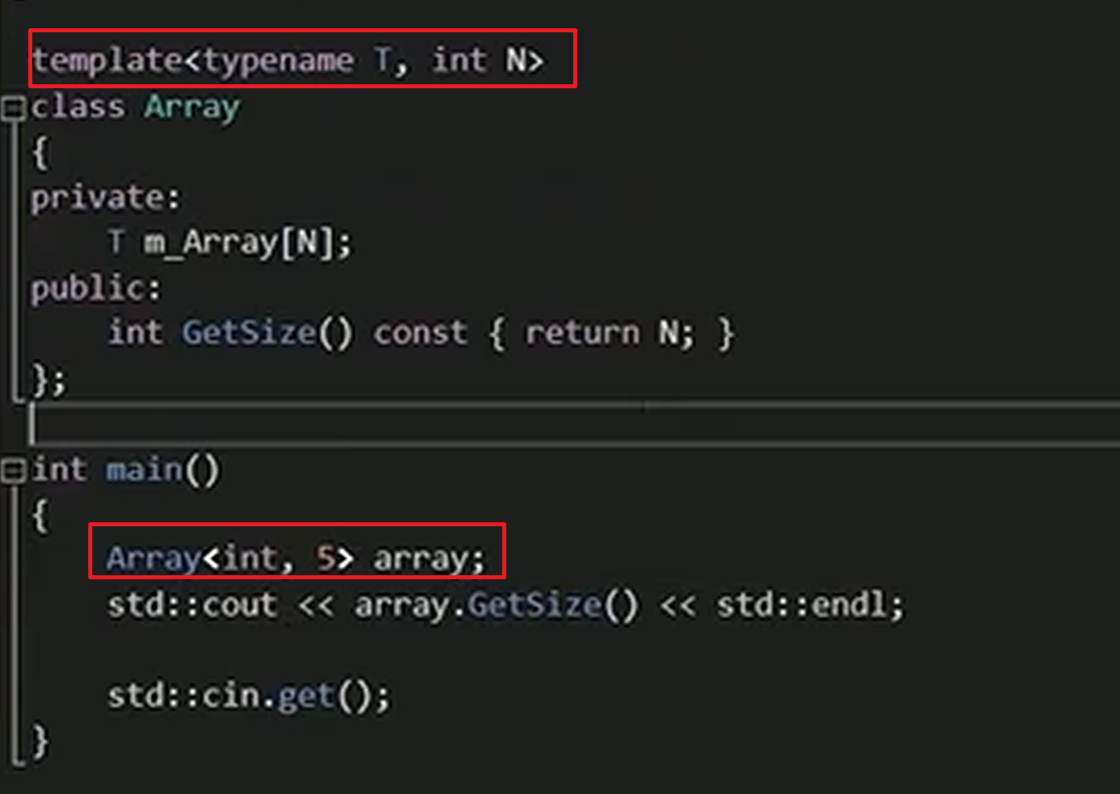 template<typename T, int N>
class Array
{
private:
    T m_Array[N];
public:
    int GetSize() const { return N; }
};
int main()
{
    Array<int, 5> array;
    std::cout << array.GetSize() << std::endl;
    std::cin.get();
}